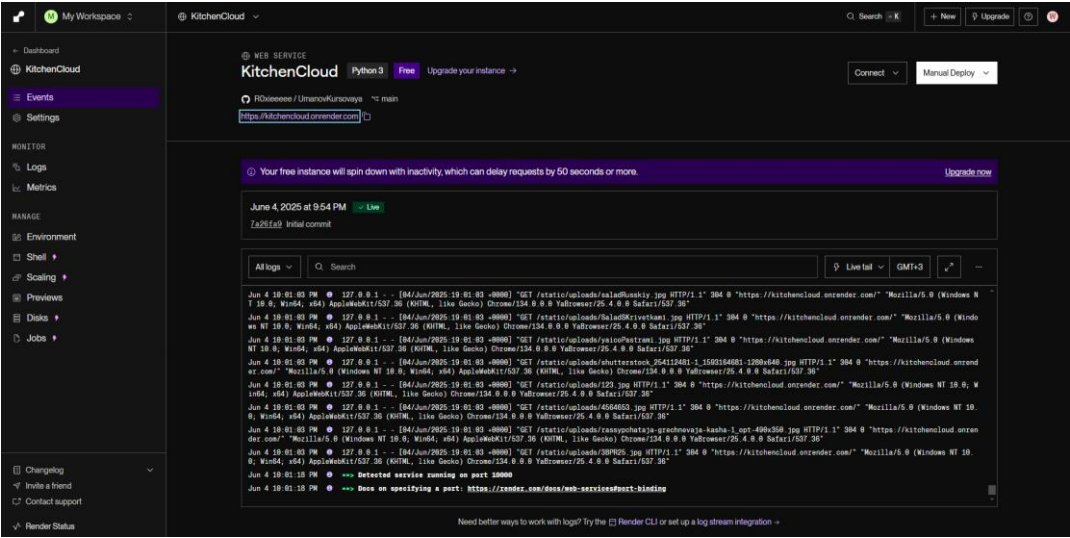 M My Workspace
KitchenCloud
Search
K
+ New
Upgrade
W
← Dashboard
KitchenCloud
Events
Settings
MONITOR
Logs
Metrics
MANAGE
Environment
Shell
Scaling
Previews
Disks
Jobs
Changelog
Invite a friend
Contact support
Render Status
WEB SERVICE
KitchenCloud Python 3 Free Upgrade your instance →
Connect
Manual Deploy
R0xieeeee / UmanovKursovaya main
https://kitchencloud.onrender.com
Your free instance will spin down with inactivity, which can delay requests by 50 seconds or more.
Upgrade now
June 4, 2025 at 9:54 PM ✓ Live
7a26fa9 Initial commit
All logs
Search
Live tail
GMT+3
Jun 4 10:01:03 PM 127.0.0.1 - - [04/Jun/2025:19:01:03 +0000] "GET /static/uploads/saladRusskiy.jpg HTTP/1.1" 304 0 "https://kitchencloud.onrender.com/" "Mozilla/5.0 (Windows N
T 10.0; Win64; x64) AppleWebKit/537.36 (KHTML, like Gecko) Chrome/134.0.0.0 YaBrowser/25.4.0.0 Safari/537.36"
Jun 4 10:01:03 PM 127.0.0.1 - - [04/Jun/2025:19:01:03 +0000] "GET /static/uploads/SaladSKrivetkami.jpg HTTP/1.1" 304 0 "https://kitchencloud.onrender.com/" "Mozilla/5.0 (Windo
ws NT 10.0; Win64; x64) AppleWebKit/537.36 (KHTML, like Gecko) Chrome/134.0.0.0 YaBrowser/25.4.0.0 Safari/537.36"
Jun 4 10:01:03 PM 127.0.0.1 - - [04/Jun/2025:19:01:03 +0000] "GET /static/uploads/yaicoPastrami.jpg HTTP/1.1" 304 0 "https://kitchencloud.onrender.com/" "Mozilla/5.0 (Windows
NT 10.0; Win64; x64) AppleWebKit/537.36 (KHTML, like Gecko) Chrome/134.0.0.0 YaBrowser/25.4.0.0 Safari/537.36"
Jun 4 10:01:03 PM 127.0.0.1 - - [04/Jun/2025:19:01:03 +0000] "GET /static/uploads/shutterstock_254112481-1_1593164681-1280x640.jpg HTTP/1.1" 304 0 "https://kitchencloud.onrend
er.com/" "Mozilla/5.0 (Windows NT 10.0; Win64; x64) AppleWebKit/537.36 (KHTML, like Gecko) Chrome/134.0.0.0 YaBrowser/25.4.0.0 Safari/537.36"
Jun 4 10:01:03 PM 127.0.0.1 - - [04/Jun/2025:19:01:03 +0000] "GET /static/uploads/123.jpg HTTP/1.1" 304 0 "https://kitchencloud.onrender.com/" "Mozilla/5.0 (Windows NT 10.0; W
in64; x64) AppleWebKit/537.36 (KHTML, like Gecko) Chrome/134.0.0.0 YaBrowser/25.4.0.0 Safari/537.36"
Jun 4 10:01:03 PM 127.0.0.1 - - [04/Jun/2025:19:01:03 +0000] "GET /static/uploads/4564653.jpg HTTP/1.1" 304 0 "https://kitchencloud.onrender.com/" "Mozilla/5.0 (Windows NT 10.
0; Win64; x64) AppleWebKit/537.36 (KHTML, like Gecko) Chrome/134.0.0.0 YaBrowser/25.4.0.0 Safari/537.36"
Jun 4 10:01:03 PM 127.0.0.1 - - [04/Jun/2025:19:01:03 +0000] "GET /static/uploads/rassypchataja-grechnevaja-kasha-1_opt-490x350.jpg HTTP/1.1" 304 0 "https://kitchencloud.onren
der.com/" "Mozilla/5.0 (Windows NT 10.0; Win64; x64) AppleWebKit/537.36 (KHTML, like Gecko) Chrome/134.0.0.0 YaBrowser/25.4.0.0 Safari/537.36"
Jun 4 10:01:03 PM 127.0.0.1 - - [04/Jun/2025:19:01:03 +0000] "GET /static/uploads/3BPR25.jpg HTTP/1.1" 304 0 "https://kitchencloud.onrender.com/" "Mozilla/5.0 (Windows NT 10.
0; Win64; x64) AppleWebKit/537.36 (KHTML, like Gecko) Chrome/134.0.0.0 YaBrowser/25.4.0.0 Safari/537.36"
Jun 4 10:01:18 PM ==> Detected service running on port 10000
Jun 4 10:01:18 PM ==> Docs on specifying a port: https://render.com/docs/web-services#port-binding
Need better ways to work with logs? Try the Render CLI or set up a log stream integration →